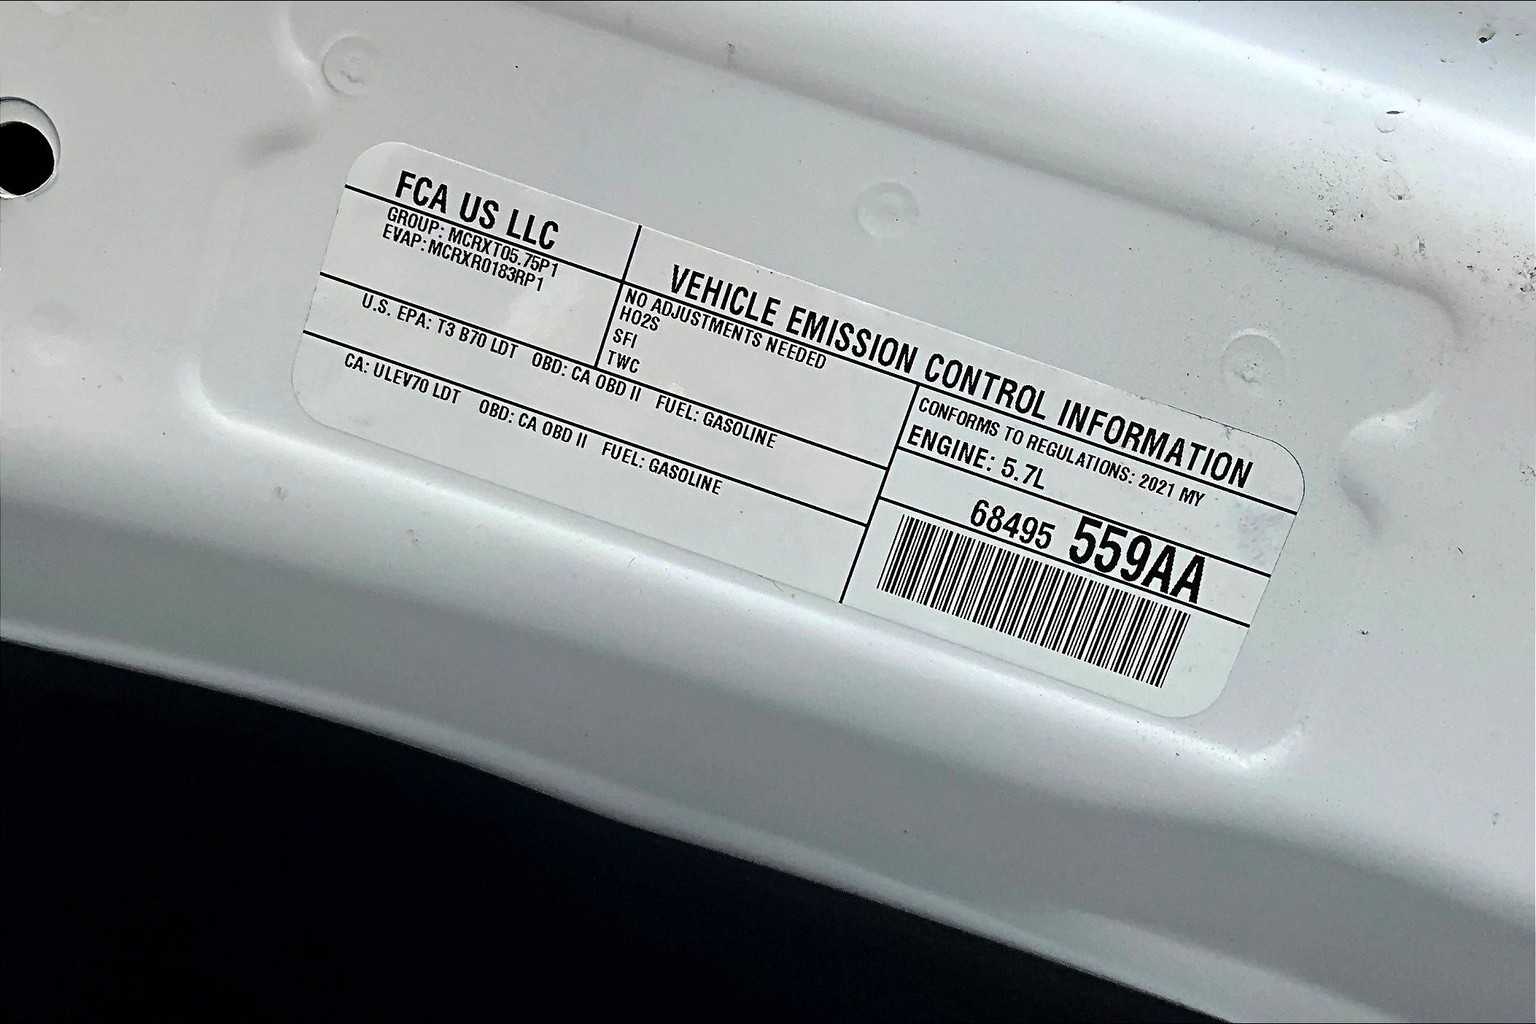 FCA US LLC
GROUP: MCRXT05.75P1
EVAP: MCRXR0183RP1
VEHICLE EMISSION CONTROL INFORMATION
NO ADJUSTMENTS NEEDED
HO2S
SFI
TWC
CONFORMS TO REGULATIONS: 2021 MY
ENGINE: 5.7L
U.S. EPA: T3 B70 LDT OBD: CA OBD II FUEL: GASOLINE
CA: ULEV70 LDT OBD: CA OBD II FUEL: GASOLINE
68495 559AA